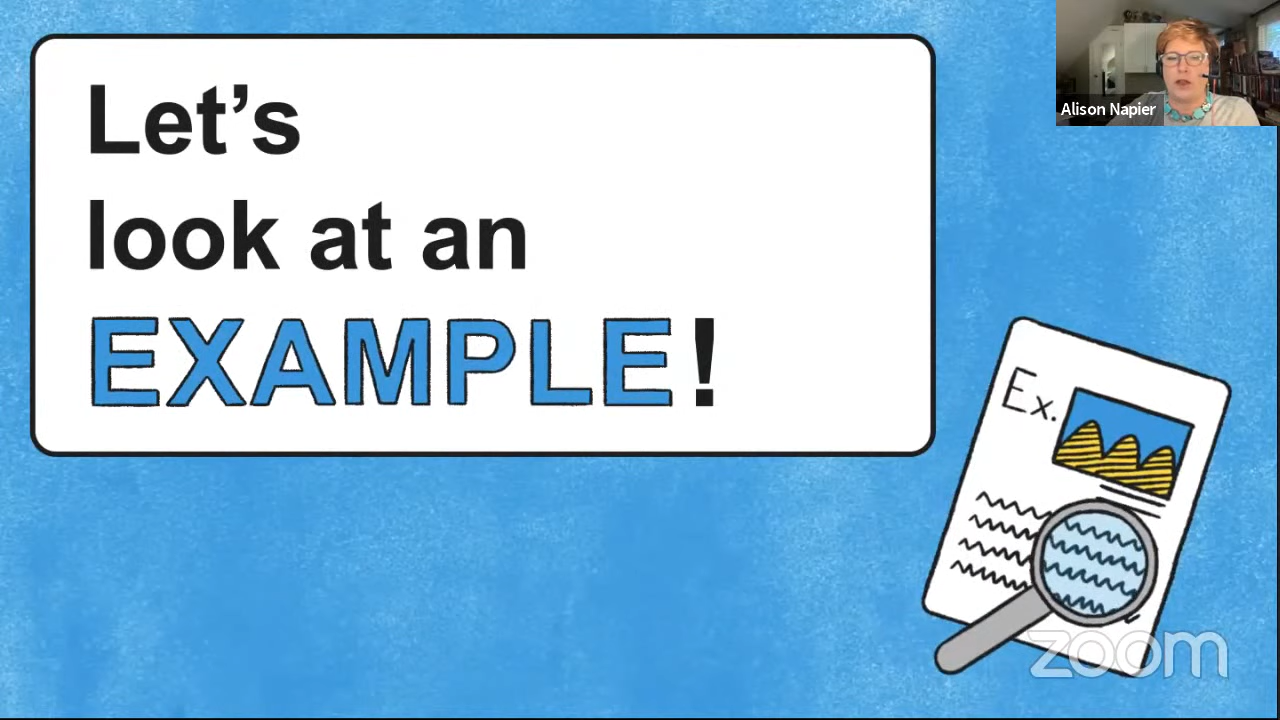 Let’s
look at an
EXAMPLE!
Alison Napier
Ex.
zoom